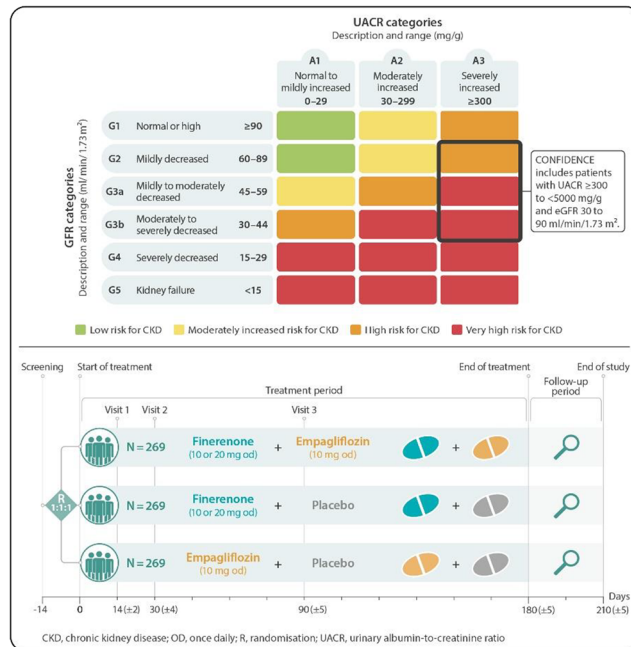 UACR categories
Description and range (mg/g)
A1
Normal to
mildly increased
0–29
A2
Moderately
increased
30–299
A3
Severely
increased
≥300
GFR categories
Description and range (ml/min/1.73 m²)
G1 Normal or high ≥90
G2 Mildly decreased 60–89
G3a Mildly to moderately
decreased 45–59
G3b Moderately to
severely decreased 30–44
G4 Severely decreased 15–29
G5 Kidney failure <15
CONFIDENCE
includes patients
with UACR ≥300
to <5000 mg/g
and eGFR 30 to
90 ml/min/1.73 m².
Low risk for CKD Moderately increased risk for CKD High risk for CKD Very high risk for CKD
Screening Start of treatment End of treatment End of study
Treatment period
Follow-up
period
Visit 1 Visit 2 Visit 3
N = 269 Finerenone + Empagliflozin +
(10 or 20 mg od) (10 mg od)
R
1:1:1
N = 269 Finerenone + Placebo +
(10 or 20 mg od)
N = 269 Empagliflozin + Placebo +
(10 mg od)
Days
-14 0 14 (±2) 30 (±4) 90 (±5) 180 (±5) 210 (±5)
CKD, chronic kidney disease; OD, once daily; R, randomisation; UACR, urinary albumin-to-creatinine ratio